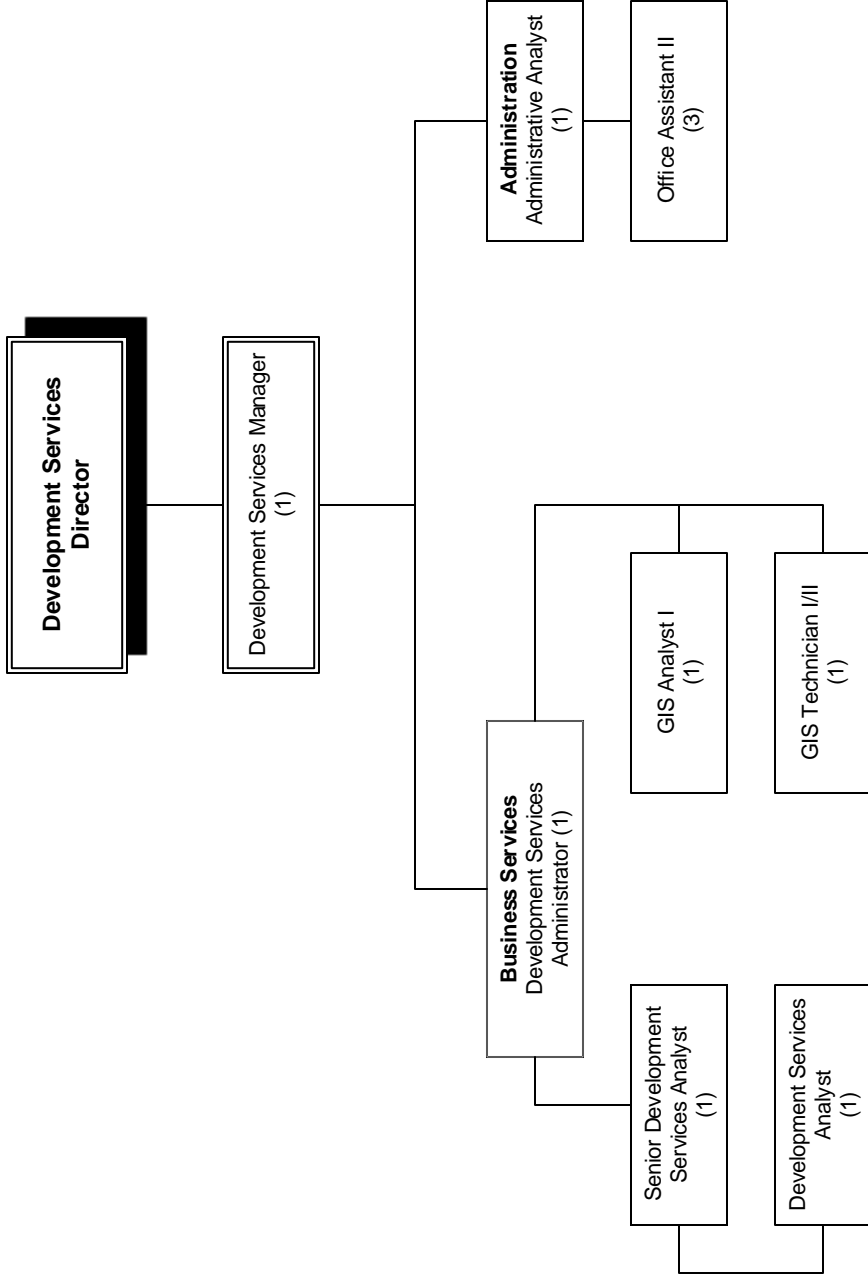 Development Services
Director
Development Services Manager
(1)
Business Services
Development Services
Administrator (1)
Senior Development
Services Analyst
(1)
Development Services
Analyst
(1)
GIS Analyst I
(1)
GIS Technician I/II
(1)
Administration
Administrative Analyst
(1)
Office Assistant II
(3)